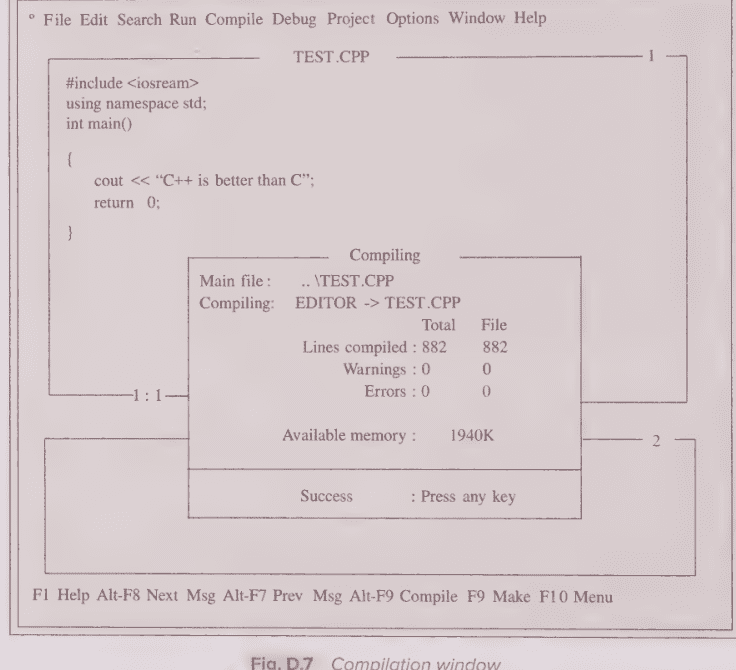 ° File Edit Search Run Compile Debug Project Options Window Help
TEST.CPP 1
#include <iosream>
using namespace std;
int main()
{
cout << “C++ is better than C”;
return 0;
}
Compiling
Main file : .. \TEST.CPP
Compiling: EDITOR -> TEST.CPP
Total File
Lines compiled : 882 882
Warnings : 0 0
Errors : 0 0
1 : 1
Available memory : 1940K
2
Success : Press any key
F1 Help Alt-F8 Next Msg Alt-F7 Prev Msg Alt-F9 Compile F9 Make F10 Menu
Fig. D.7 Compilation window